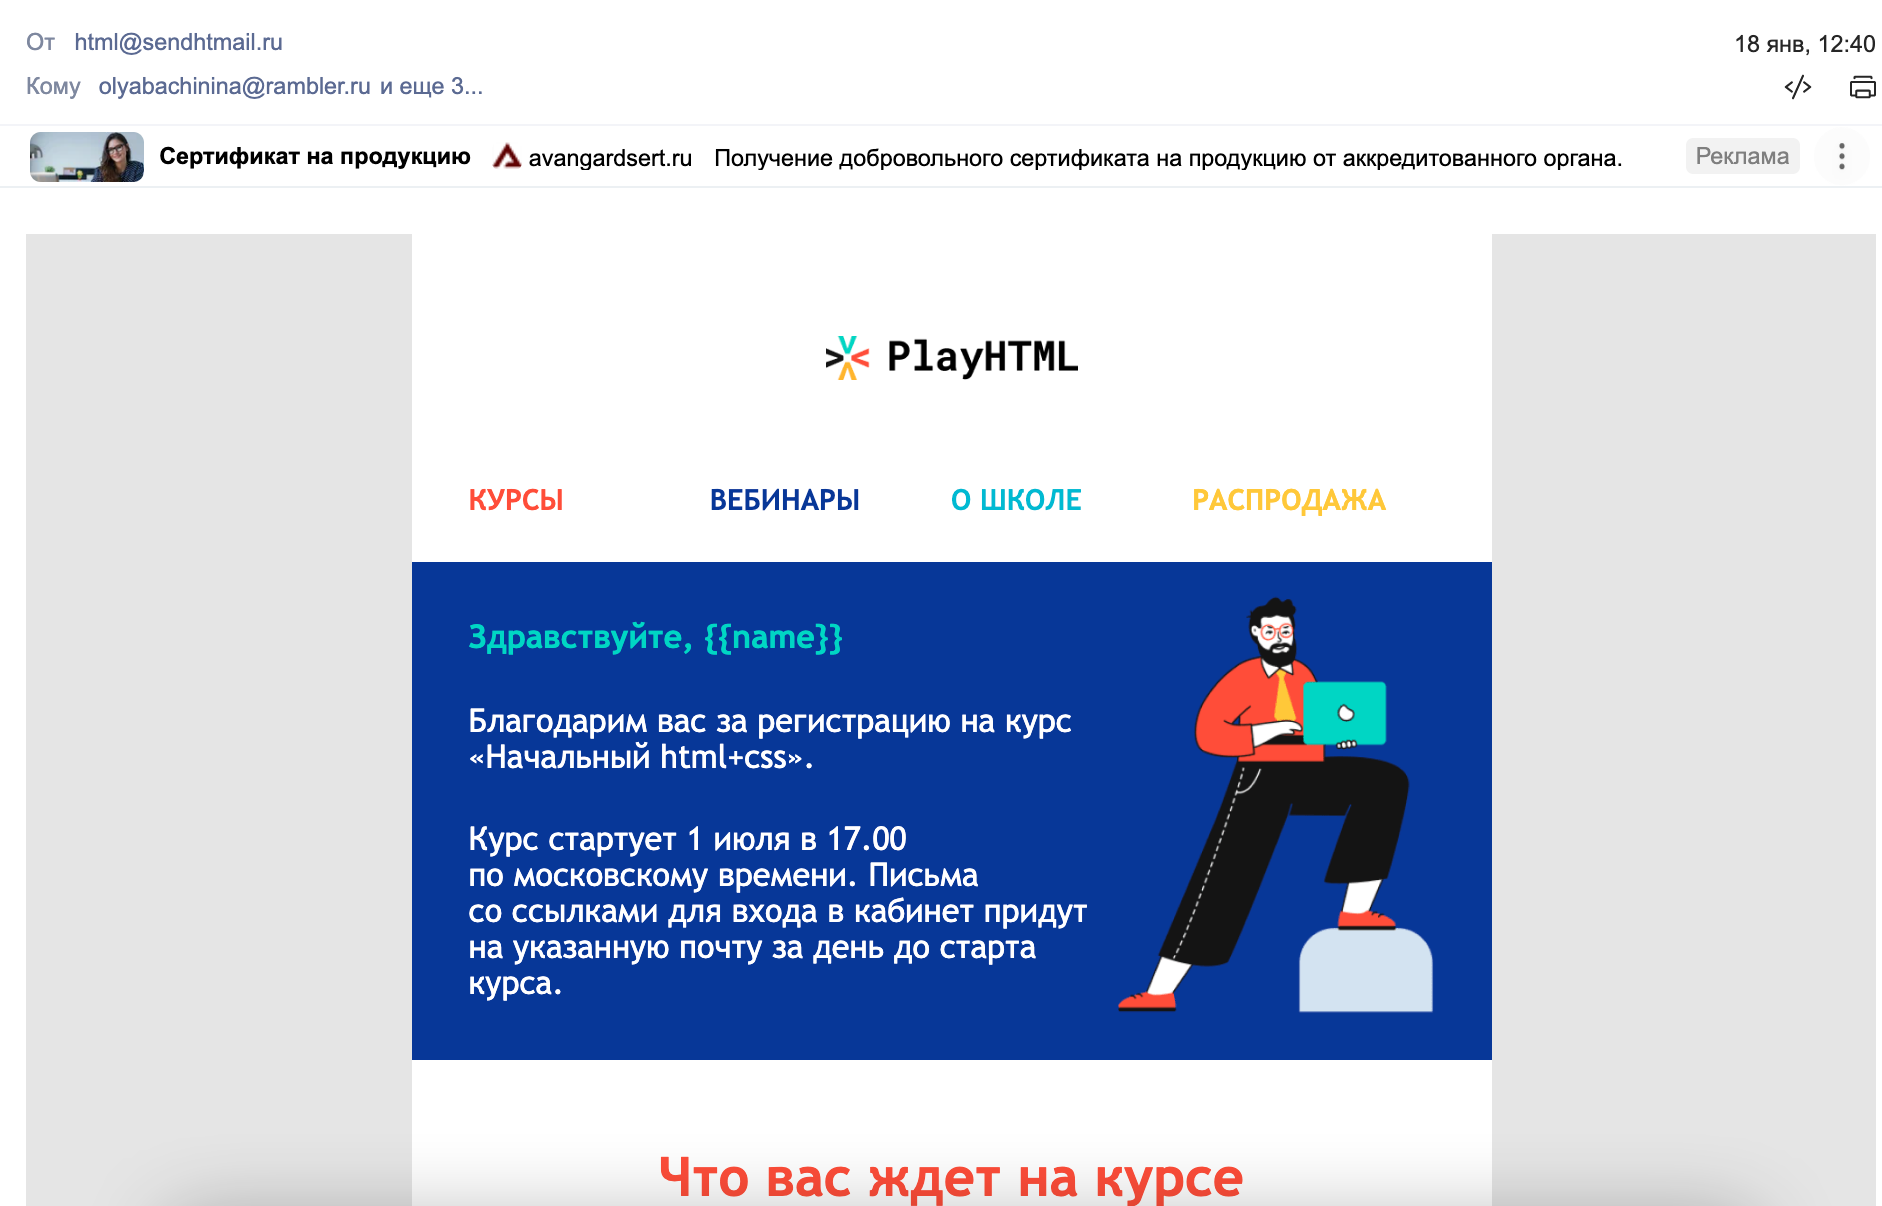 От html@sendhtmail.ru
18 янв, 12:40
Кому olyabachinina@rambler.ru и еще 3...
Сертификат на продукцию avangardsert.ru Получение добровольного сертификата на продукцию от аккредитованного органа. Реклама
PlayHTML
КУРСЫ ВЕБИНАРЫ О ШКОЛЕ РАСПРОДАЖА
Здравствуйте, {{name}}
Благодарим вас за регистрацию на курс
«Начальный html+css».
Курс стартует 1 июля в 17.00
по московскому времени. Письма
со ссылками для входа в кабинет придут
на указанную почту за день до старта
курса.
Что вас ждет на курсе